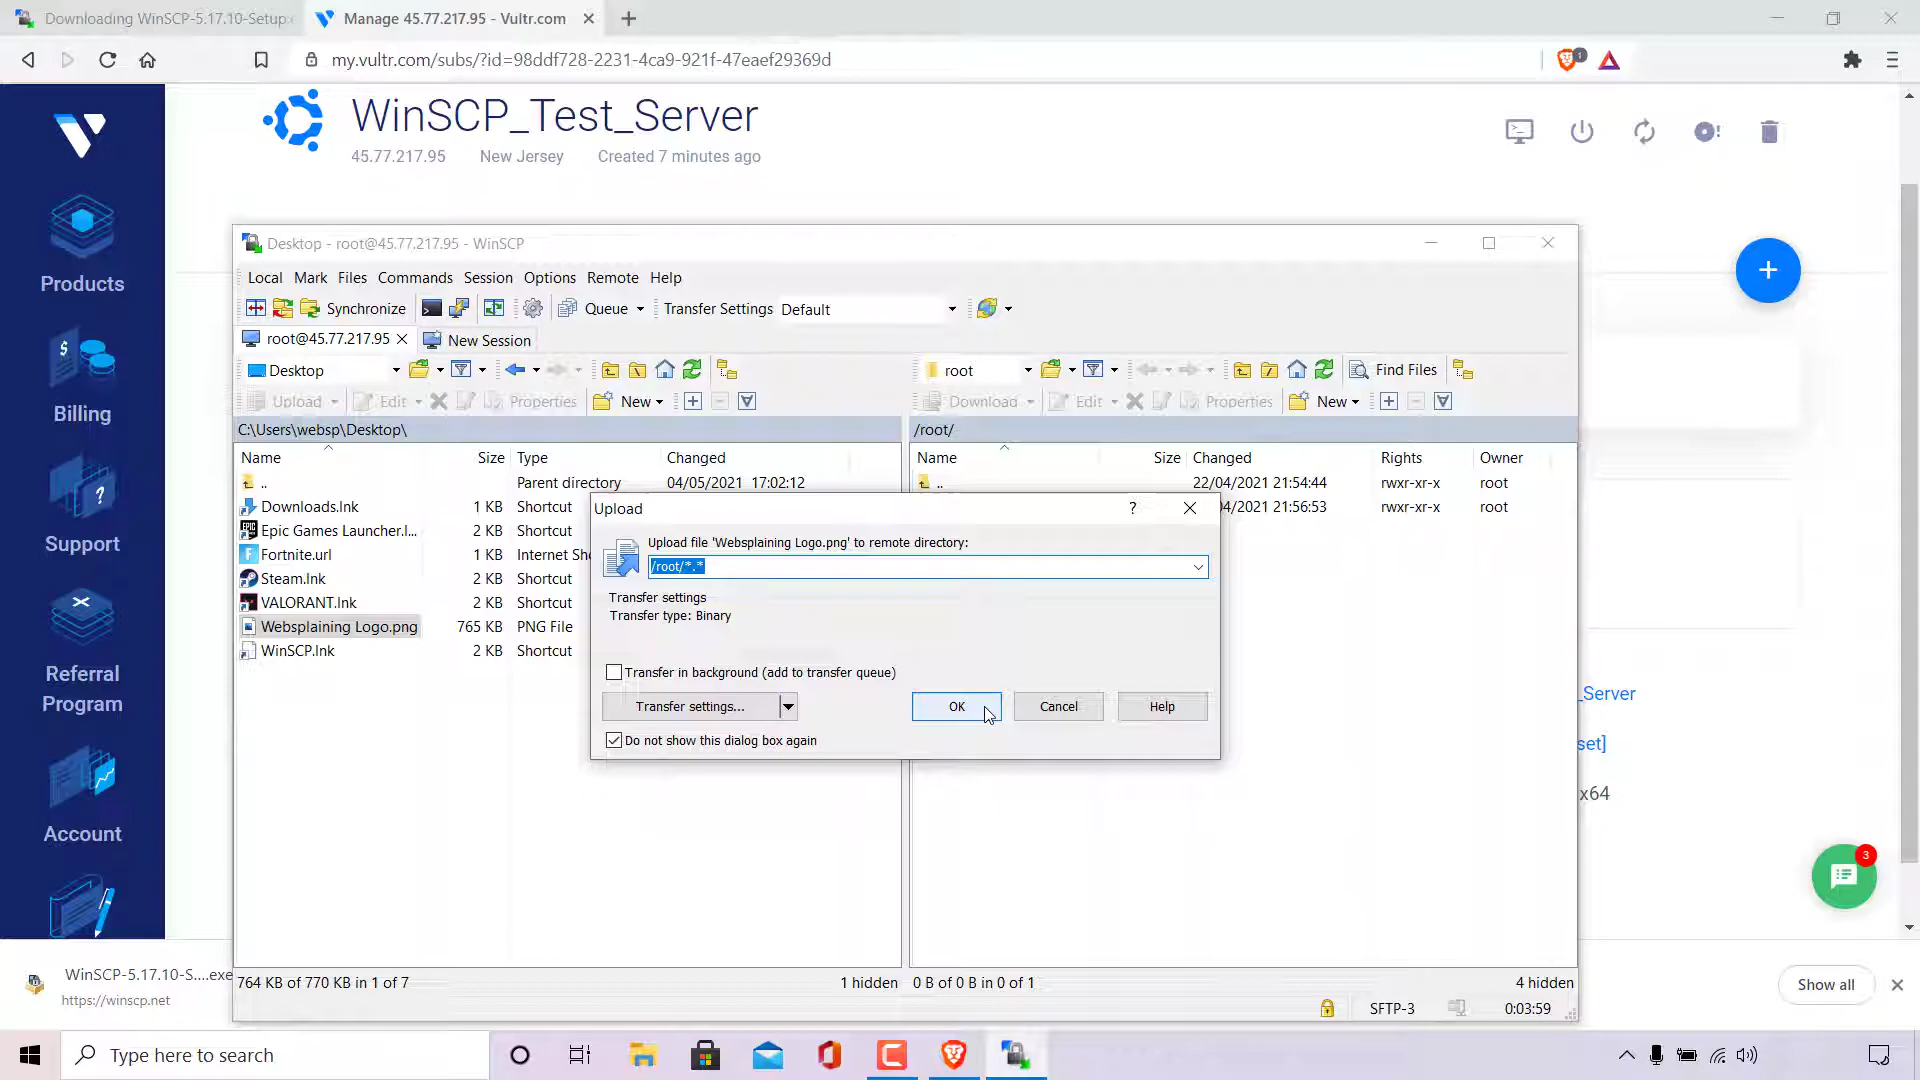 Downloading WinSCP-5.17.10-Setup.e
Manage 45.77.217.95 - Vultr.com
my.vultr.com/subs/?id=98ddf728-2231-4ca9-921f-47eaef29369d
1
WinSCP_Test_Server
45.77.217.95 New Jersey Created 7 minutes ago
Products
Billing
Support
Referral
Program
Account
Desktop - root@45.77.217.95 - WinSCP
Local Mark Files Commands Session Options Remote Help
Synchronize Queue Transfer Settings Default
root@45.77.217.95 New Session
Desktop root Find Files
Upload Edit Properties New Download Edit Properties New
C:\Users\websp\Desktop\ /root/
Name Size Type Changed Name Size Changed Rights Owner
.. Parent directory 04/05/2021 17:02:12 .. 22/04/2021 21:54:44 rwxr-xr-x root
Downloads.lnk 1 KB Shortcut 04/2021 21:56:53 rwxr-xr-x root
Epic Games Launcher.l... 2 KB Shortcut
Fortnite.url 1 KB Internet Sho
Steam.lnk 2 KB Shortcut
VALORANT.lnk 2 KB Shortcut
Websplaining Logo.png 765 KB PNG File
WinSCP.lnk 2 KB Shortcut
Upload ?
Upload file 'Websplaining Logo.png' to remote directory:
/root/*.*
Transfer settings
Transfer type: Binary
Transfer in background (add to transfer queue)
Transfer settings... OK Cancel Help
Do not show this dialog box again
_Server
set]
x64
3
764 KB of 770 KB in 1 of 7 1 hidden 0 B of 0 B in 0 of 1 4 hidden
SFTP-3 0:03:59
WinSCP-5.17.10-S....exe
https://winscp.net
Show all
Type here to search